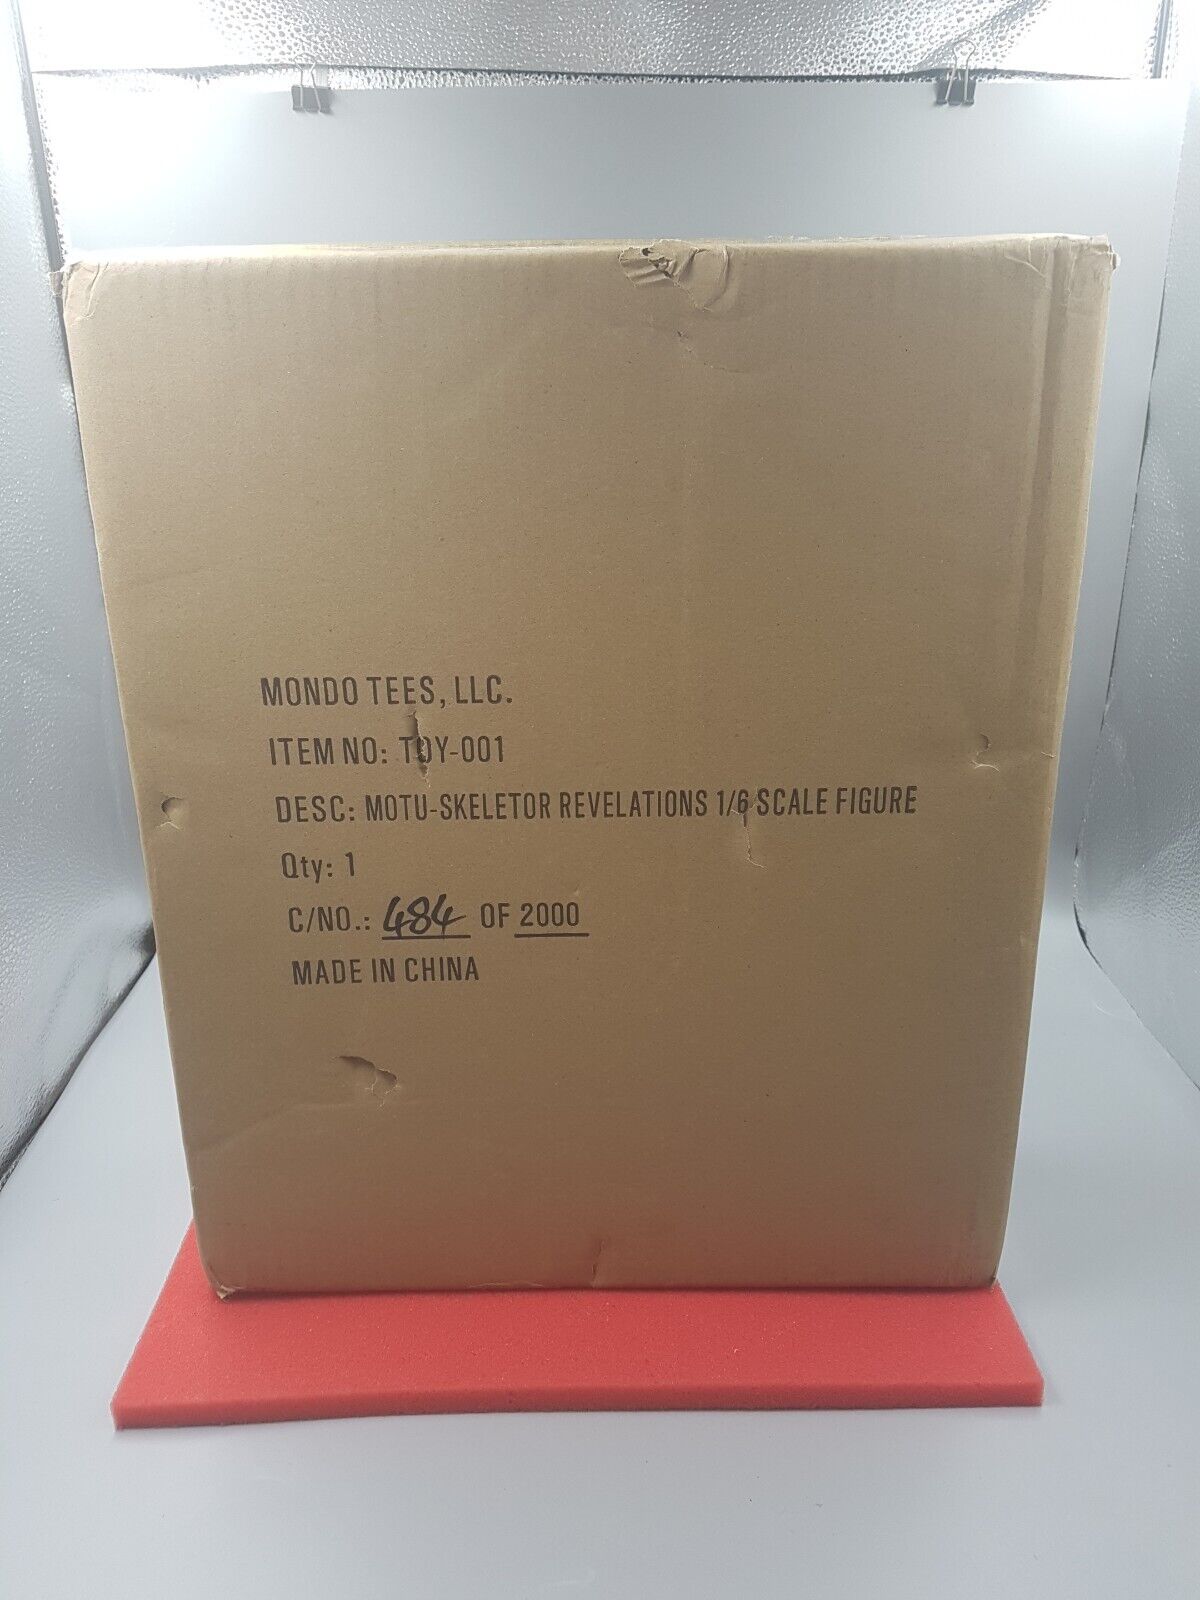 MONDO TEES, LLC.
ITEM NO: TOY-001
DESC: MOTU-SKELETOR REVELATIONS 1/6 SCALE FIGURE
Qty: 1
C/NO.: 484 OF 2000
MADE IN CHINA